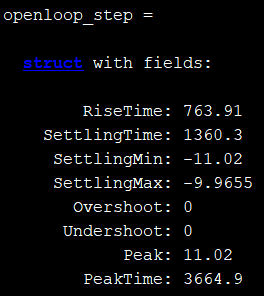 openloop_step =
struct with fields:
RiseTime: 763.91
SettlingTime: 1360.3
SettlingMin: -11.02
SettlingMax: -9.9655
Overshoot: 0
Undershoot: 0
Peak: 11.02
PeakTime: 3664.9